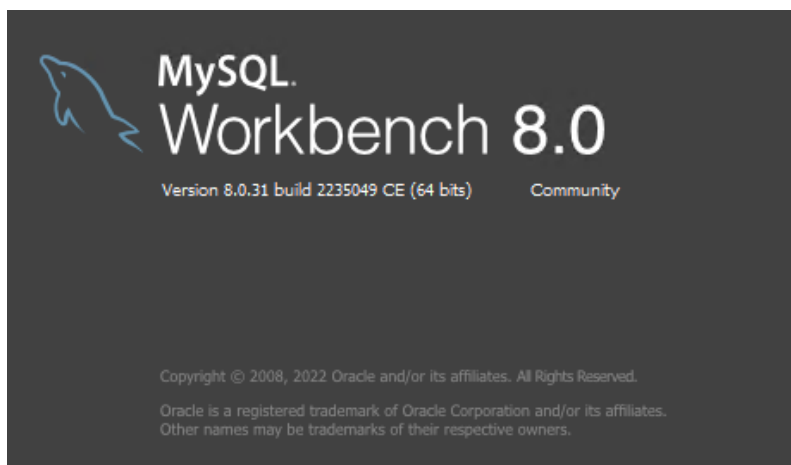 MySQL.
Workbench 8.0
Version 8.0.31 build 2235049 CE (64 bits) Community
Copyright © 2008, 2022 Oracle and/or its affiliates. All Rights Reserved.
Oracle is a registered trademark of Oracle Corporation and/or its affiliates.
Other names may be trademarks of their respective owners.